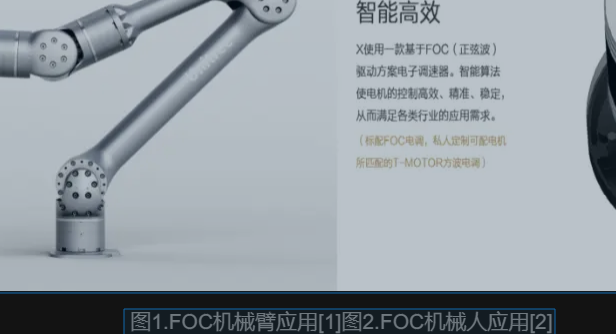 智能高效
X使用一款基于FOC（正弦波）
驱动方案电子调速器。智能算法
使电机的控制高效、精准、稳定，
从而满足各类行业的应用需求。
（标配FOC电调，私人定制可配电机
所匹配的T-MOTOR方波电调）
图1.FOC机械臂应用[1]图2.FOC机械人应用[2]